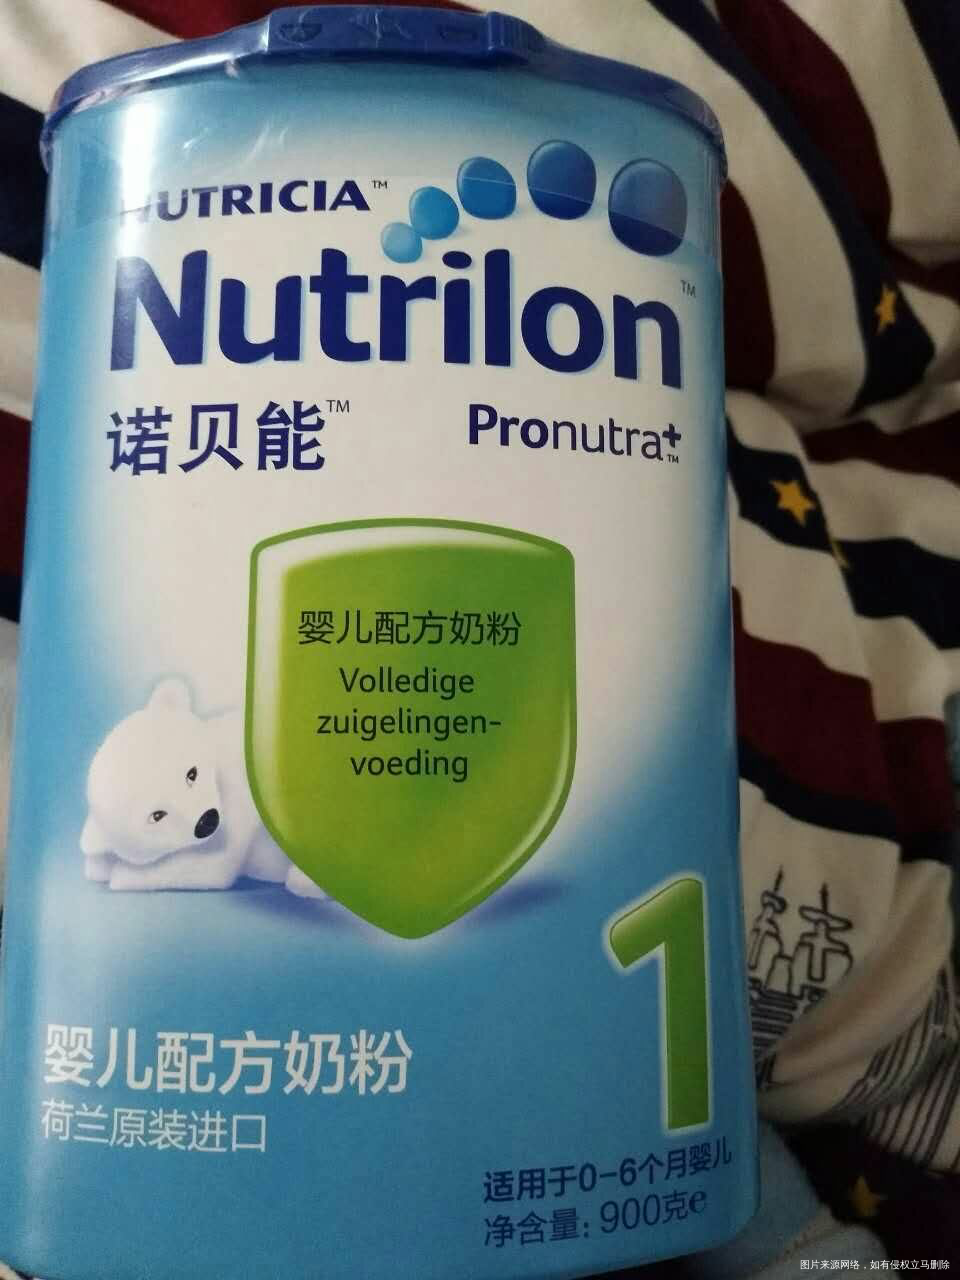 NUTRICIA™
Nutrilon™
诺贝能™
Pronutra+™
婴儿配方奶粉
Volledige
zuigelingen-
voeding
1
婴儿配方奶粉
荷兰原装进口
适用于0-6个月婴儿
净含量: 900克e
图片来源网络，如有侵权立马删除